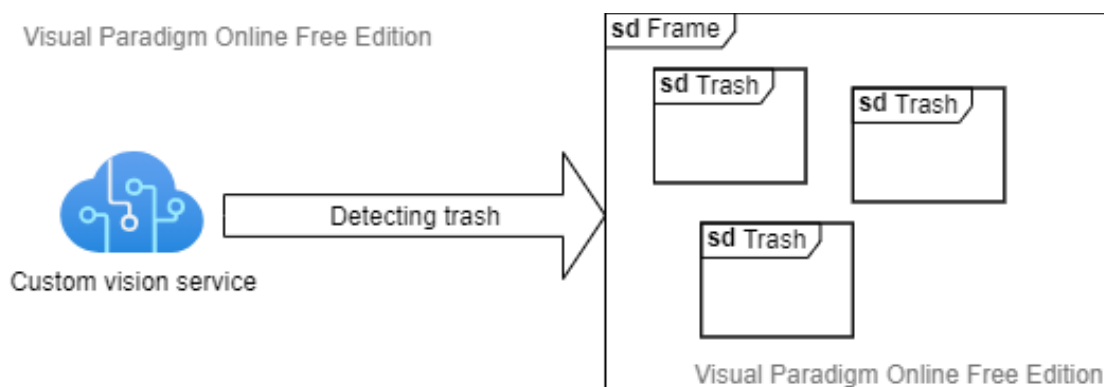 Visual Paradigm Online Free Edition
sd Frame
sd Trash
sd Trash
Detecting trash
sd Trash
Custom vision service
Visual Paradigm Online Free Edition